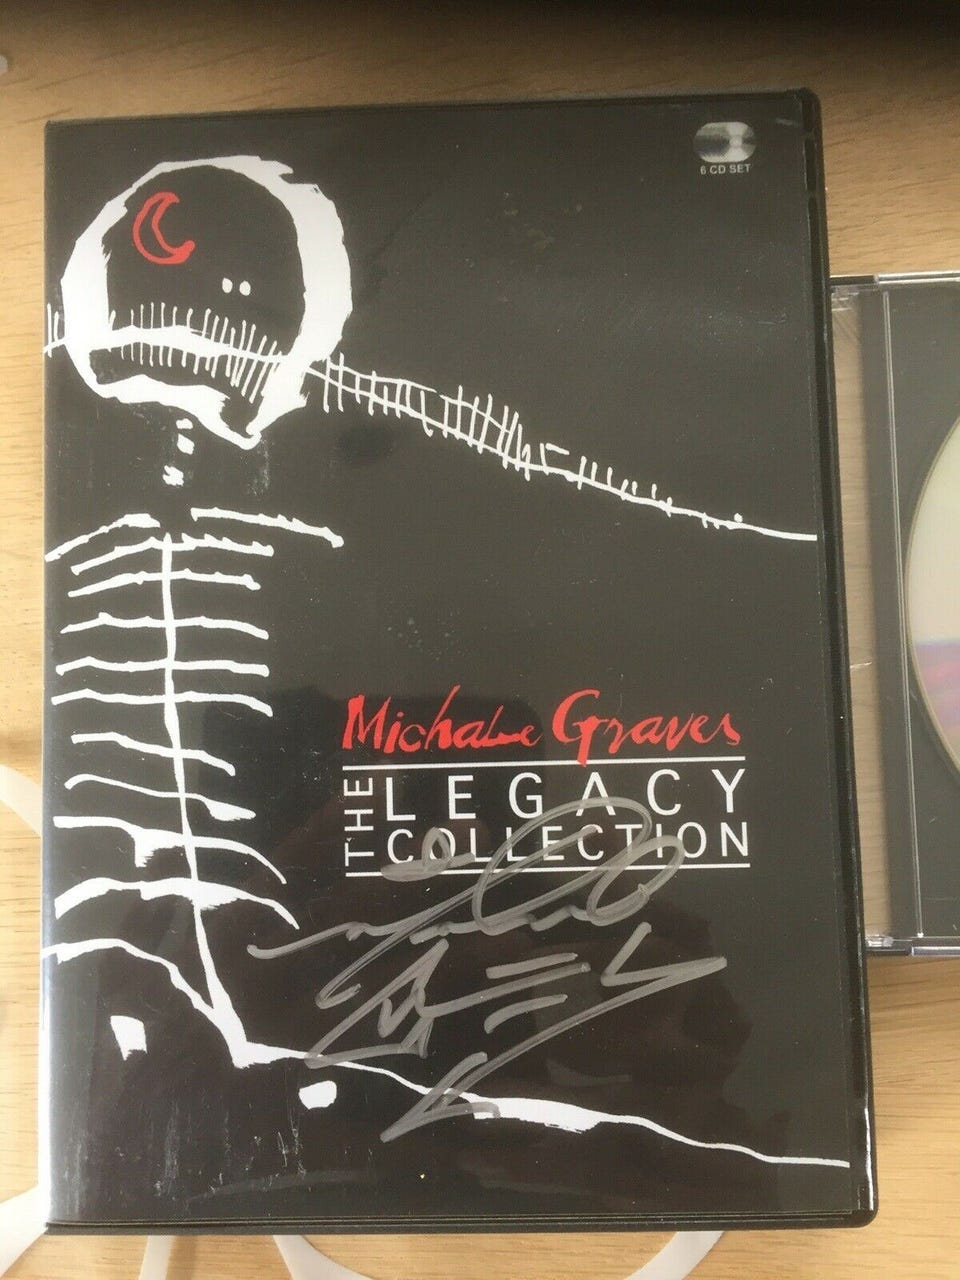 6 CD SET
Michale Graves
THE LEGACY
COLLECTION